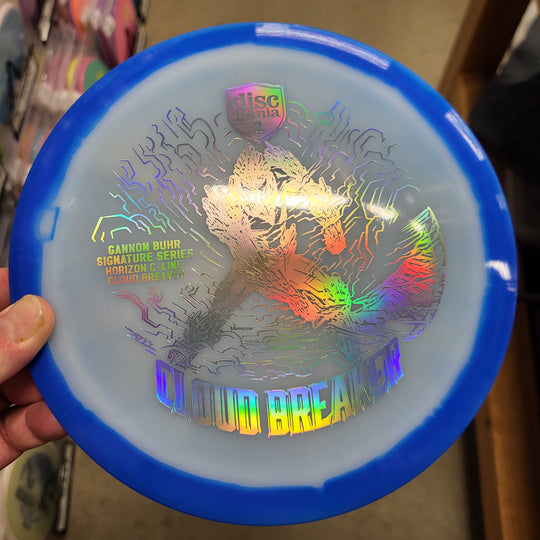 disc
mania
GANNON BUHR
SIGNATURE SERIES
HORIZON C-LINE
CLOUD BREAKER
CLOUD BREAKER